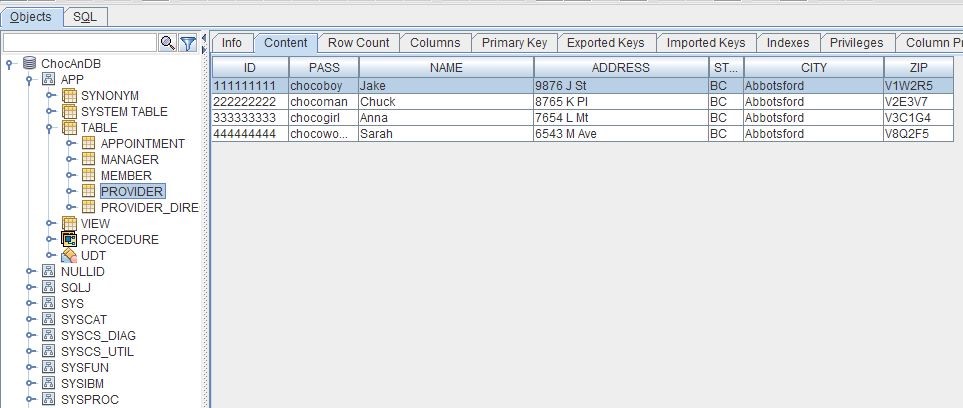 Objects SQL
Info Content Row Count Columns Primary Key Exported Keys Imported Keys Indexes Privileges Column Pr
ChocAnDB
APP
SYNONYM
SYSTEM TABLE
TABLE
APPOINTMENT
MANAGER
MEMBER
PROVIDER
PROVIDER_DIRE
VIEW
PROCEDURE
UDT
NULLID
SQLJ
SYS
SYSCAT
SYSCS_DIAG
SYSCS_UTIL
SYSFUN
SYSIBM
SYSPROC
ID PASS NAME ADDRESS ST... CITY ZIP
111111111 chocoboy Jake 9876 J St BC Abbotsford V1W2R5
222222222 chocoman Chuck 8765 K Pl BC Abbotsford V2E3V7
333333333 chocogirl Anna 7654 L Mt BC Abbotsford V3C1G4
444444444 chocowo... Sarah 6543 M Ave BC Abbotsford V8Q2F5